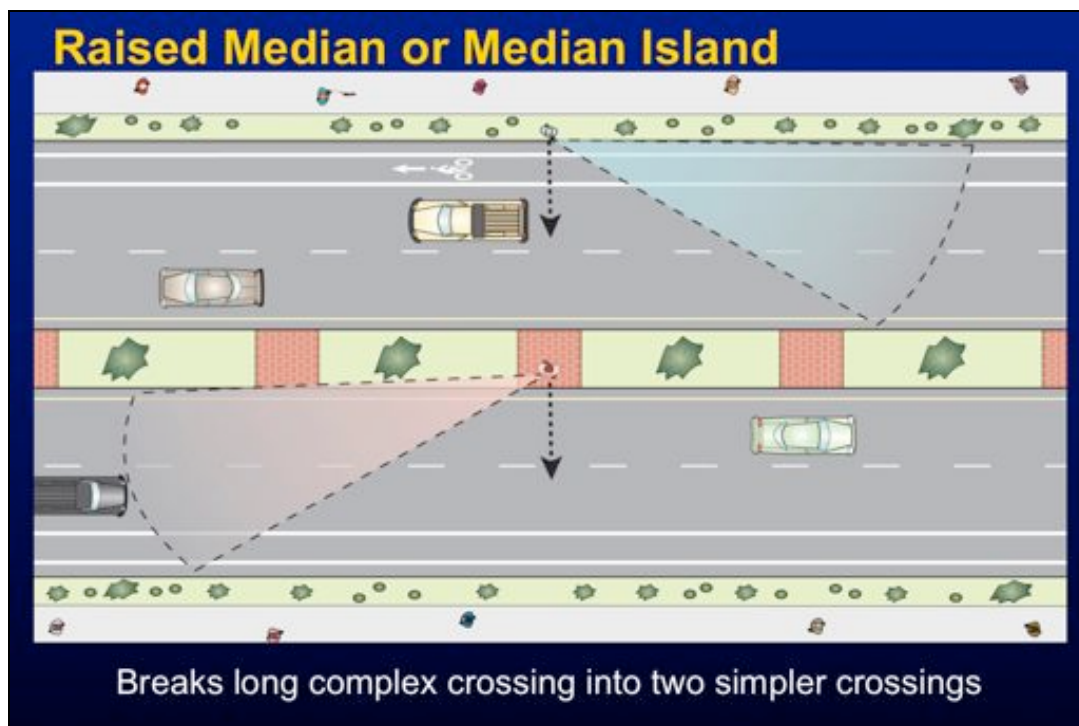 Raised Median or Median Island
Breaks long complex crossing into two simpler crossings